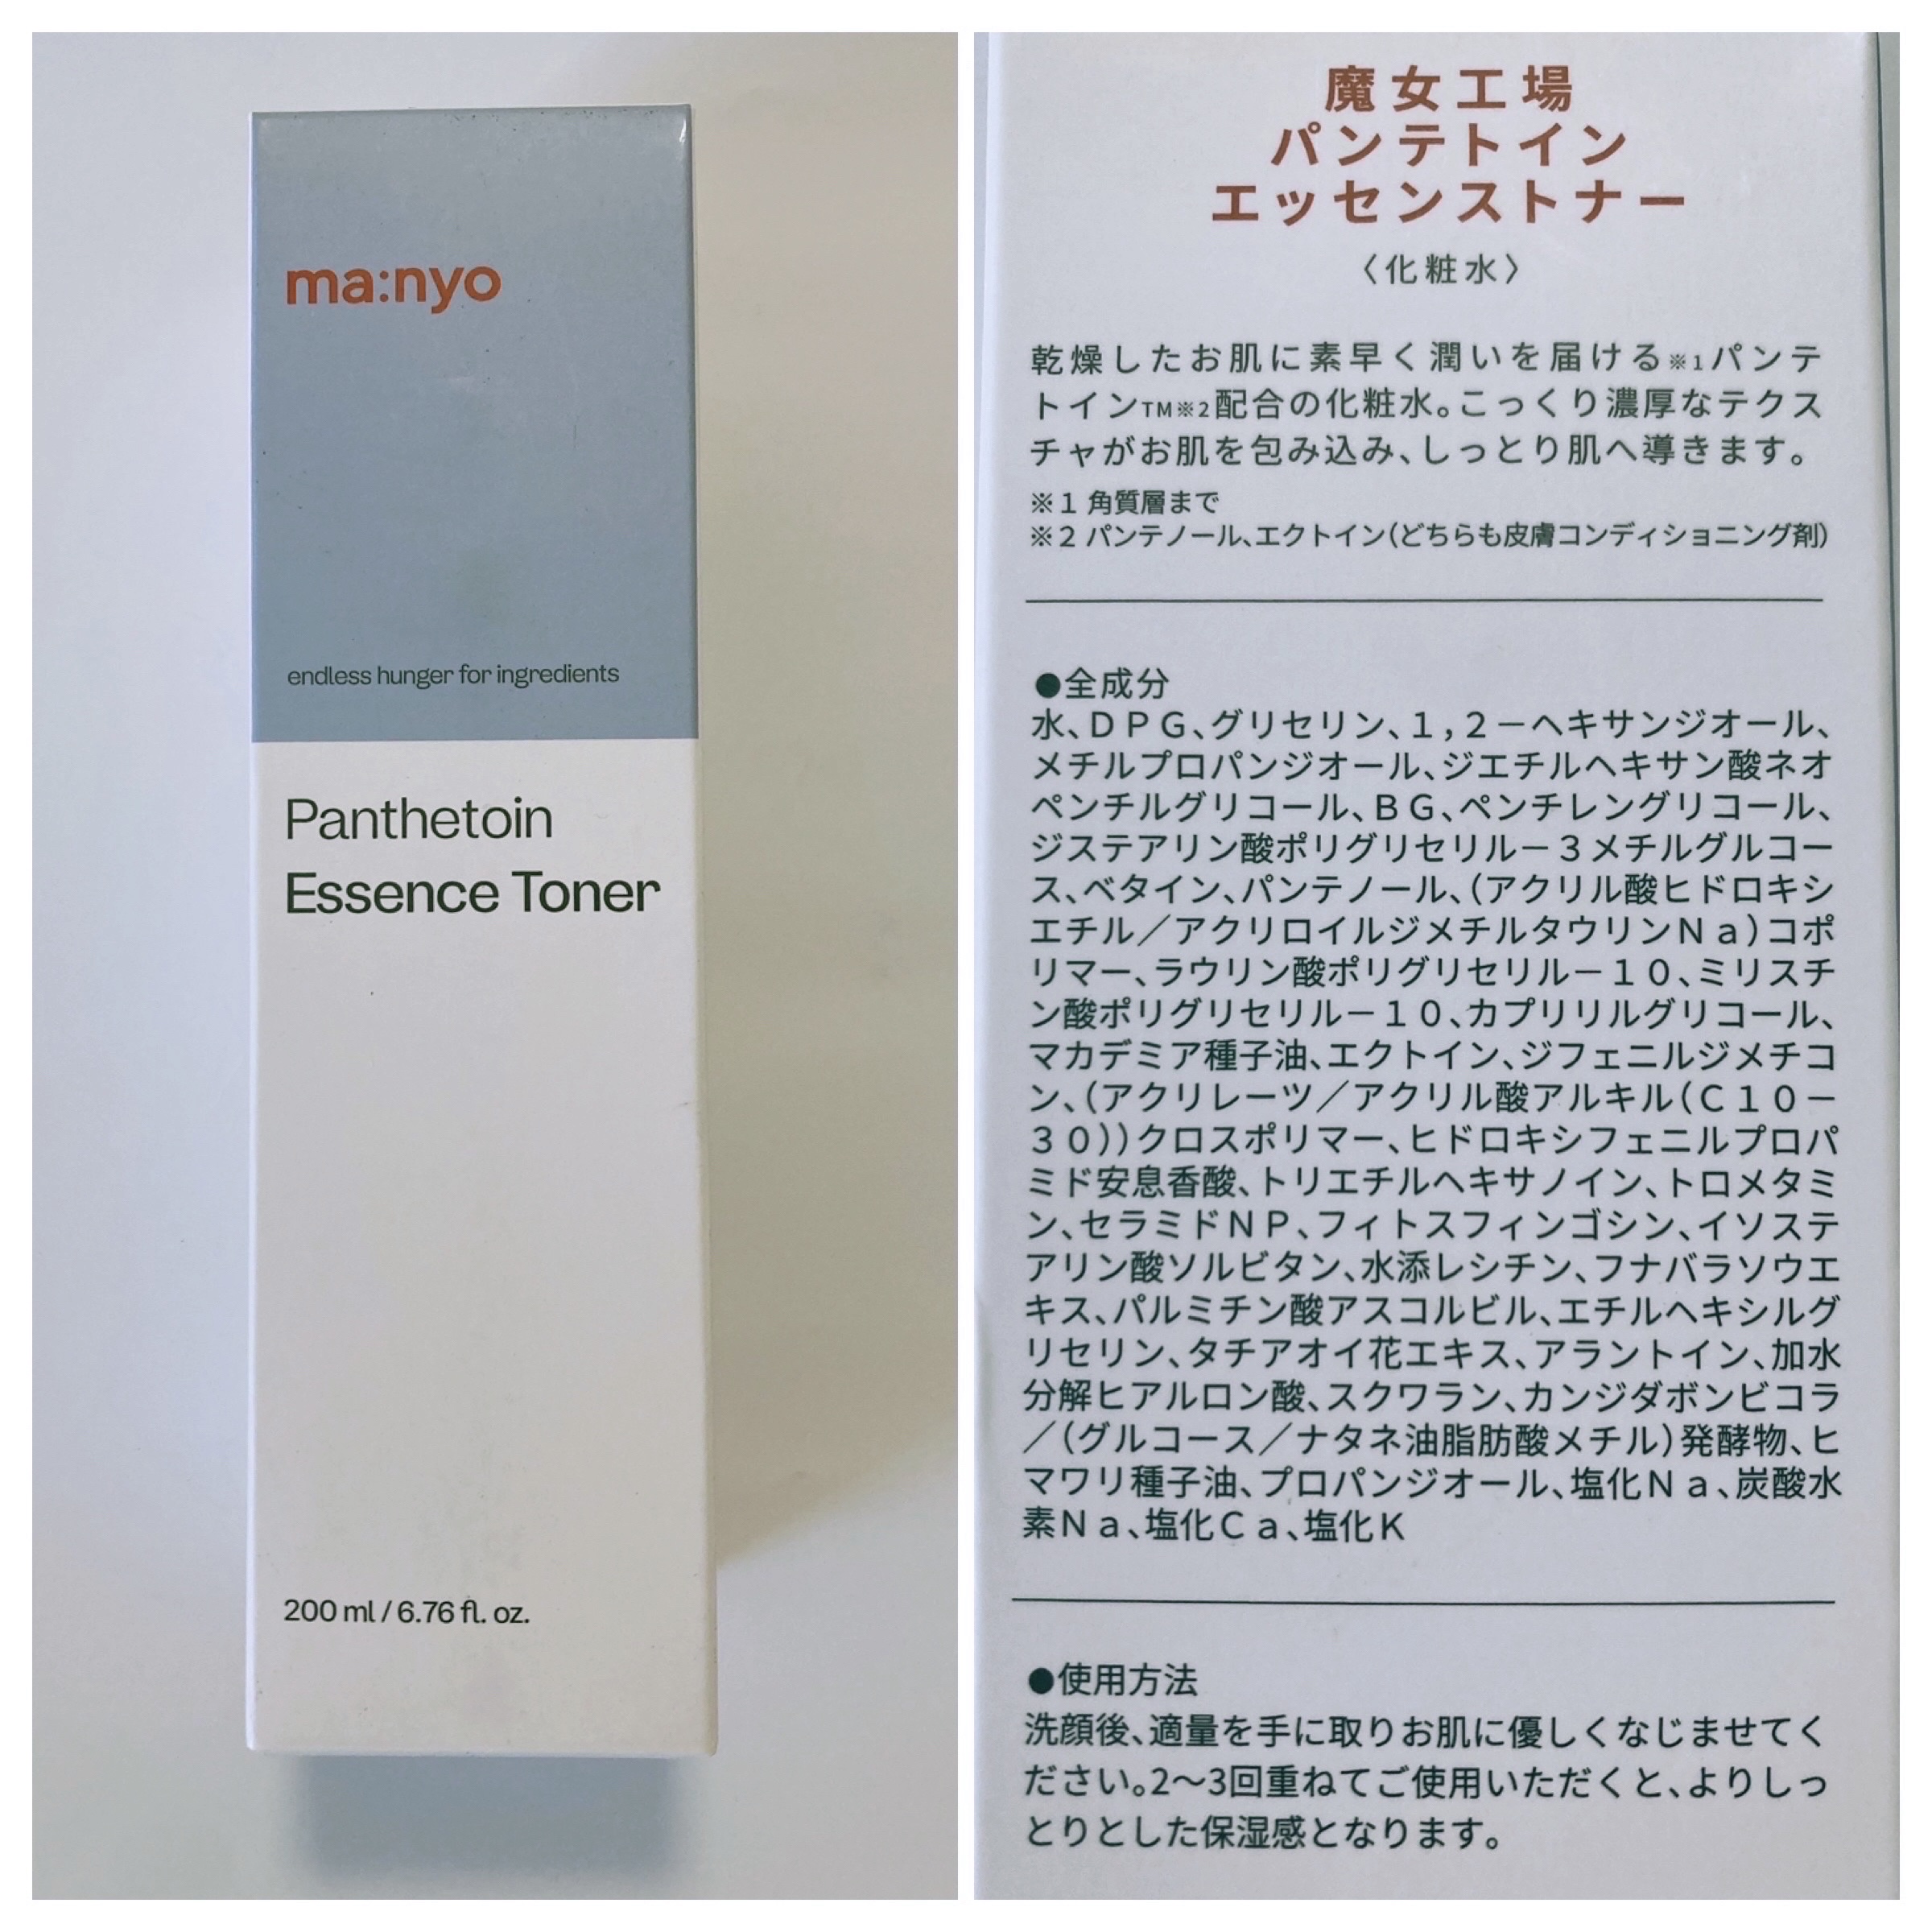 ma:nyo
endless hunger for ingredients
Panthetoin
Essence Toner
200 ml / 6.76 fl. oz.
魔女工場
パンテトイン
エッセンストナー
〈化粧水〉
乾燥したお肌に素早く潤いを届ける※1パンテ
トインTM※2配合の化粧水。こっくり濃厚なテクス
チャがお肌を包み込み、しっとり肌へ導きます。
※１ 角質層まで
※２ パンテノール、エクトイン（どちらも皮膚コンディショニング剤）
●全成分
水、ＤＰＧ、グリセリン、１，２－ヘキサンジオール、
メチルプロパンジオール、ジエチルヘキサン酸ネオ
ペンチルグリコール、ＢＧ、ペンチレングリコール、
ジステアリン酸ポリグリセリル－３メチルグルコー
ス、ベタイン、パンテノール、（アクリル酸ヒドロキシ
エチル／アクリロイルジメチルタウリンＮａ）コポ
リマー、ラウリン酸ポリグリセリル－１０、ミリスチ
ン酸ポリグリセリル－１０、カプリリルグリコール、
マカデミア種子油、エクトイン、ジフェニルジメチコ
ン、（アクリレーツ／アクリル酸アルキル（Ｃ１０－
３０））クロスポリマー、ヒドロキシフェニルプロパ
ミド安息香酸、トリエチルヘキサノイン、トロメタミ
ン、セラミドＮＰ、フィトスフィンゴシン、イソステ
アリン酸ソルビタン、水添レシチン、フナバラソウエ
キス、パルミチン酸アスコルビル、エチルヘキシルグ
リセリン、タチアオイ花エキス、アラントイン、加水
分解ヒアルロン酸、スクワラン、カンジダボンビコラ
／（グルコース／ナタネ油脂肪酸メチル）発酵物、ヒ
マワリ種子油、プロパンジオール、塩化Ｎａ、炭酸水
素Ｎａ、塩化Ｃａ、塩化Ｋ
●使用方法
洗顔後、適量を手に取りお肌に優しくなじませてく
ださい。2〜3回重ねてご使用いただくと、よりしっ
とりとした保湿感となります。